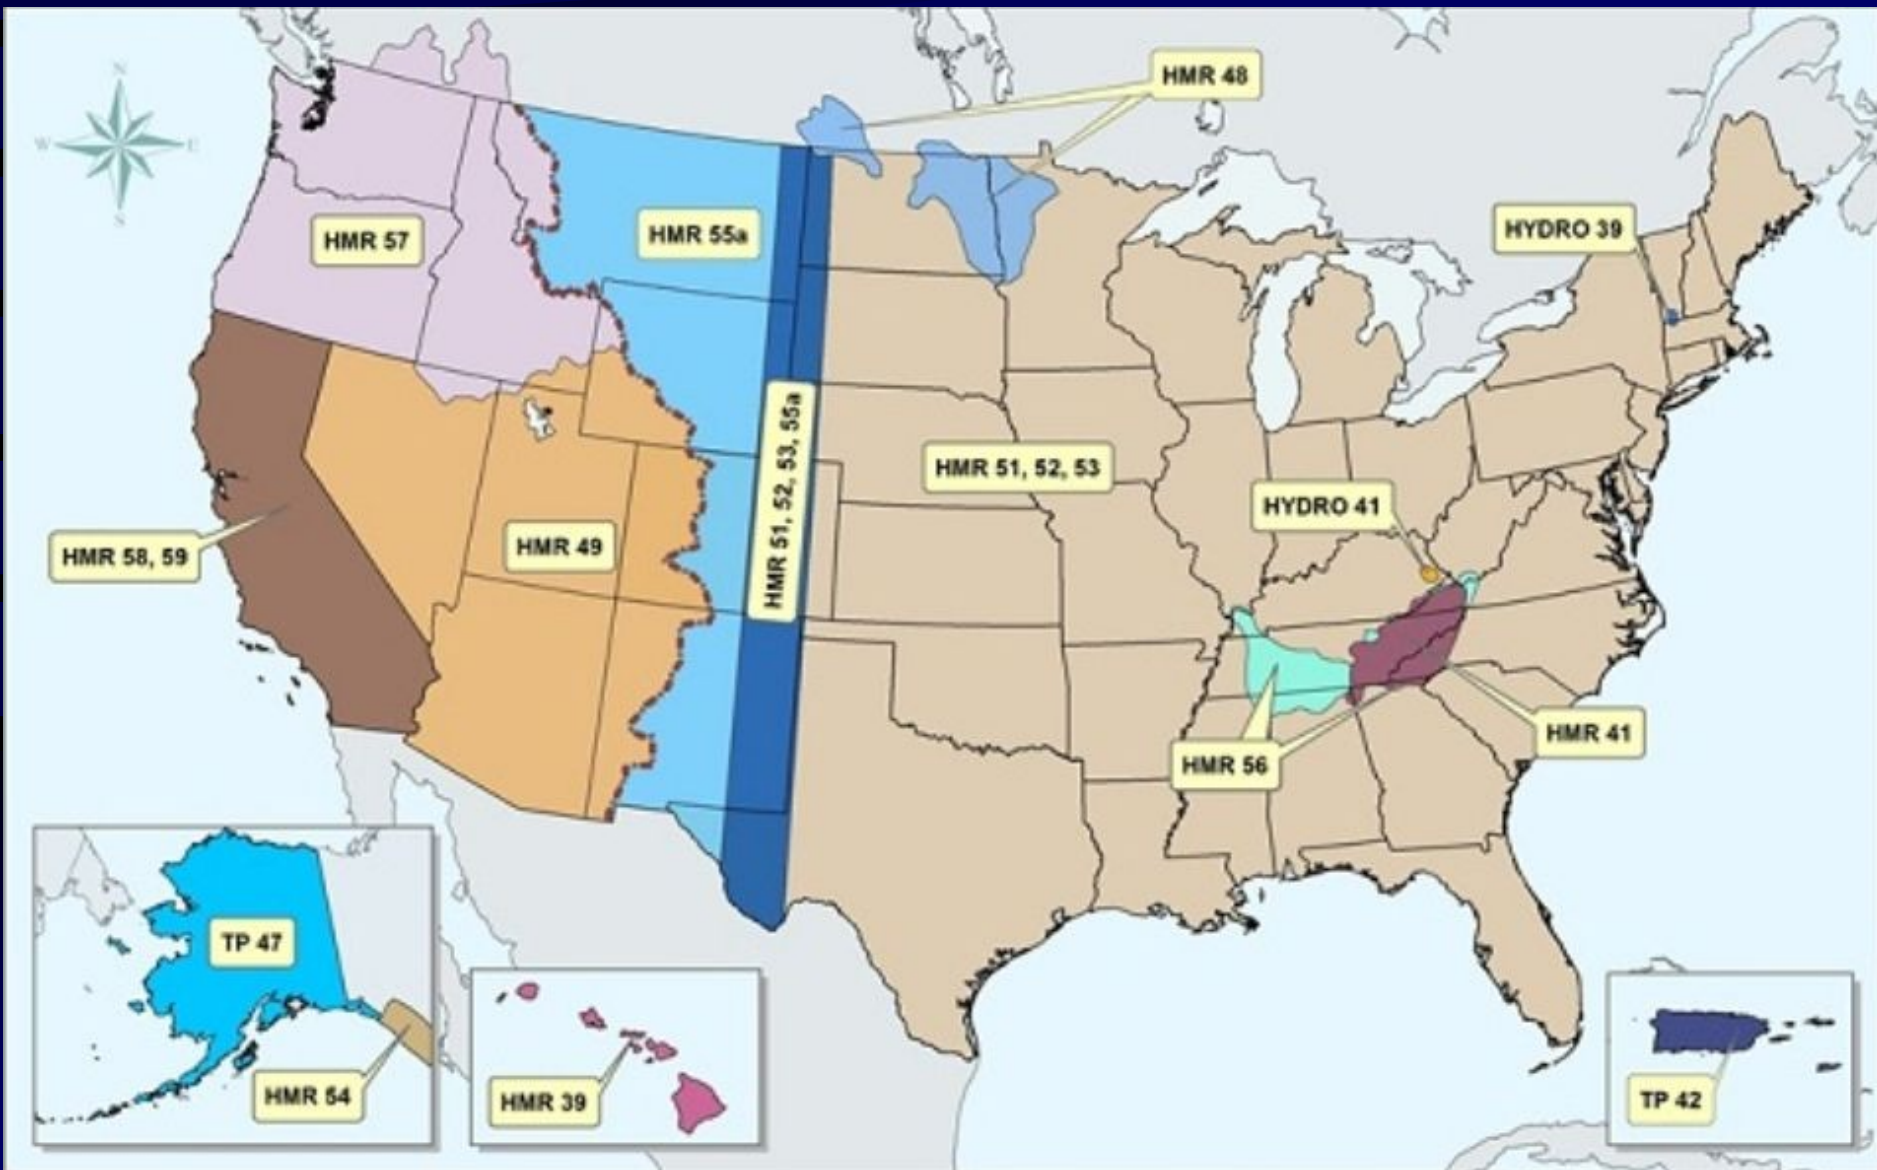 HMR 48
N
W
E
S
HMR 57
HMR 55a
HYDRO 39
HMR 51, 52, 53, 55a
HMR 51, 52, 53
HYDRO 41
HMR 58, 59
HMR 49
HMR 41
HMR 56
TP 47
HMR 54
HMR 39
TP 42